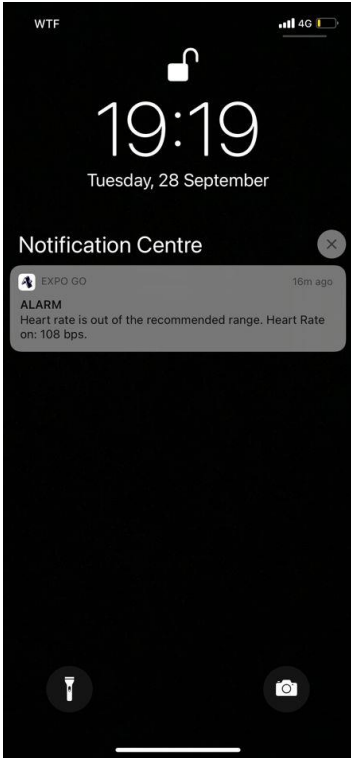 WTF
4G
19:19
Tuesday, 28 September
Notification Centre
EXPO GO 16m ago
ALARM
Heart rate is out of the recommended range. Heart Rate
on: 108 bps.